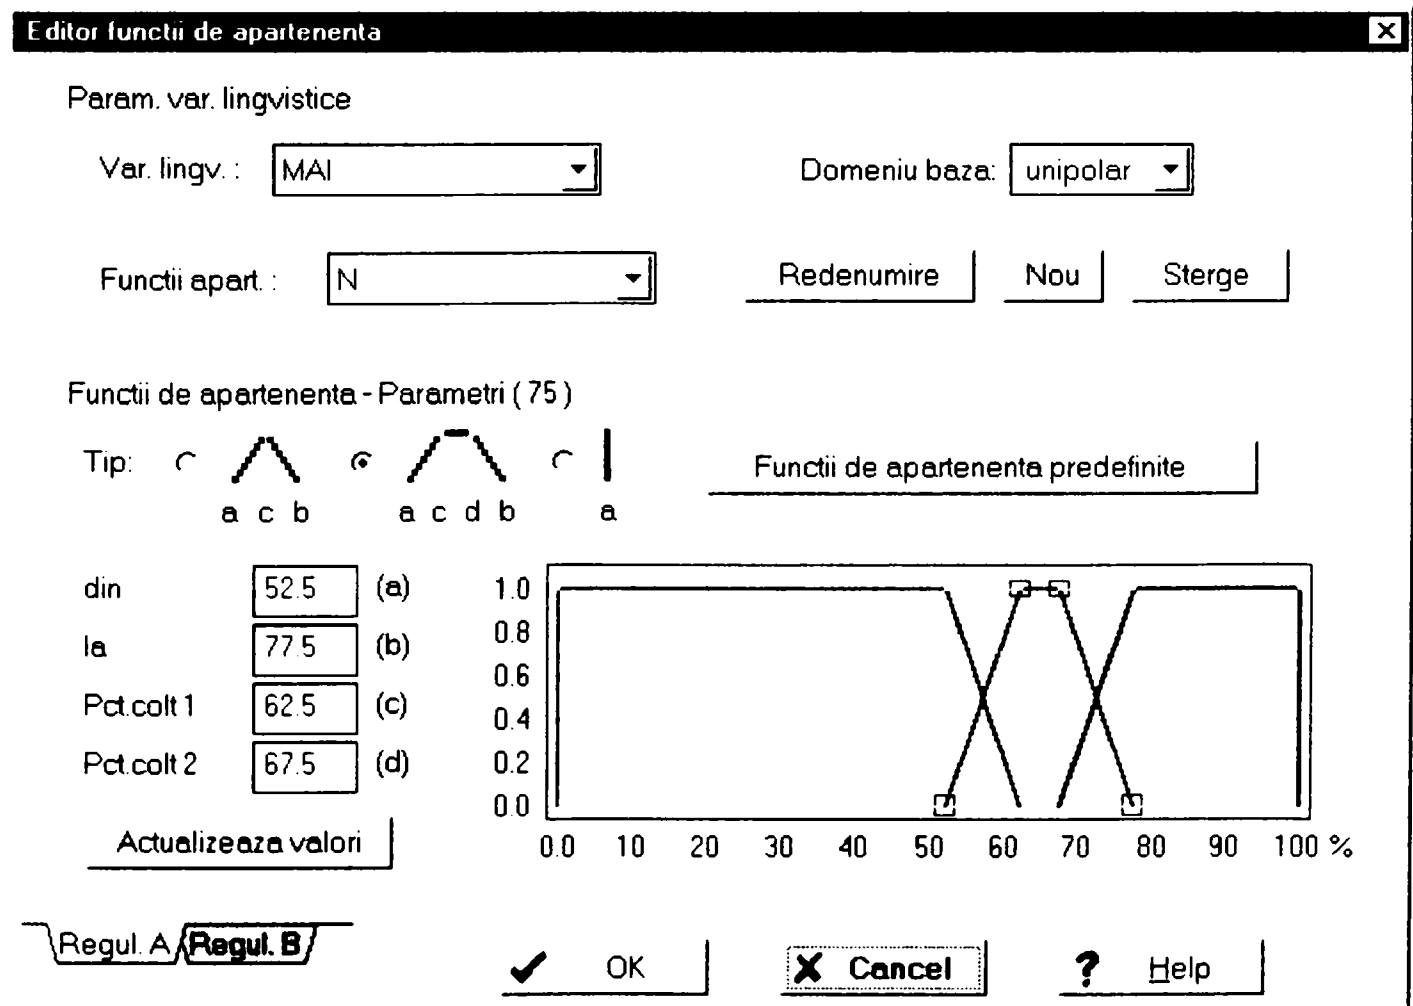 Editor functii de apartenenta
Param. var. lingvistice
Var. lingv. : MAI Domeniu baza: unipolar
Functii apart. : N Redenumire Nou Sterge
Functii de apartenenta - Parametri ( 75 )
Tip: Functii de apartenenta predefinite
a c b a c d b a
din 52.5 (a)
la 77.5 (b)
Pct.colt 1 62.5 (c)
Pct.colt 2 67.5 (d)
Actualizeaza valori
1.0
0.8
0.6
0.4
0.2
0.0
0.0 10 20 30 40 50 60 70 80 90 100 %
Regul. A Regul. B
OK Cancel ? Help